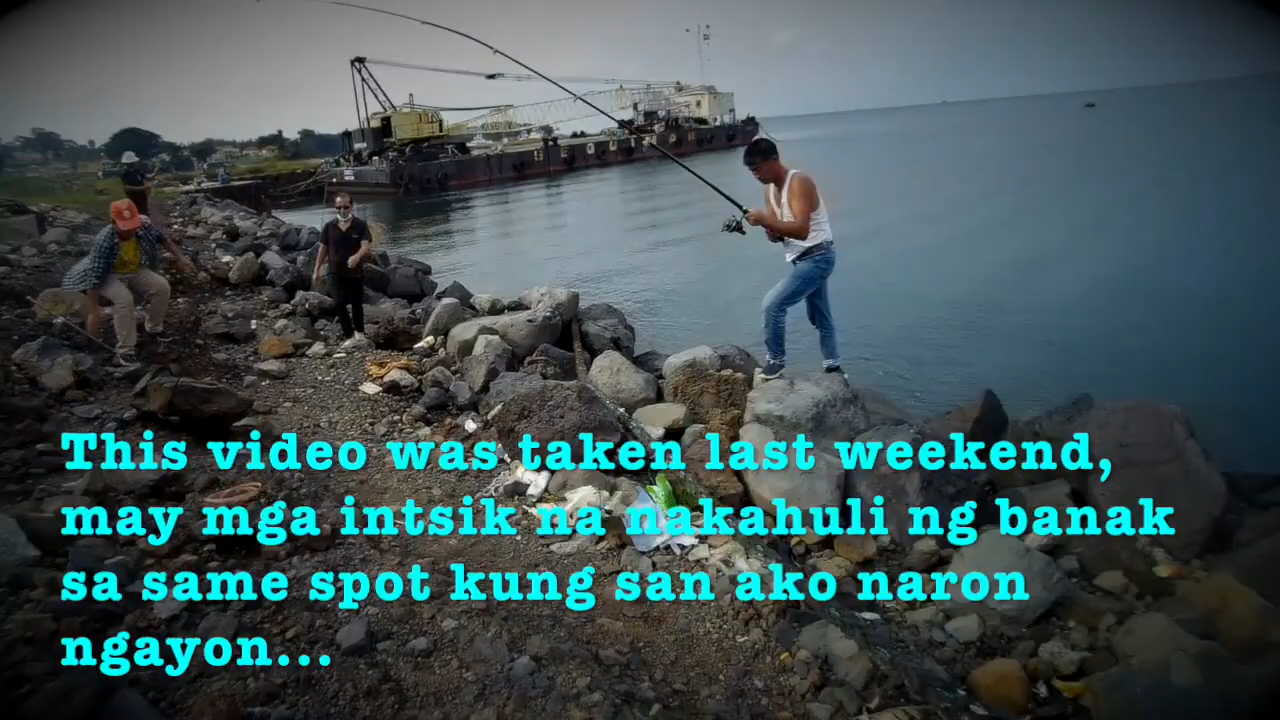 This video was taken last weekend,
may mga intsik na nakahuli ng banak
sa same spot kung san ako naron
ngayon...